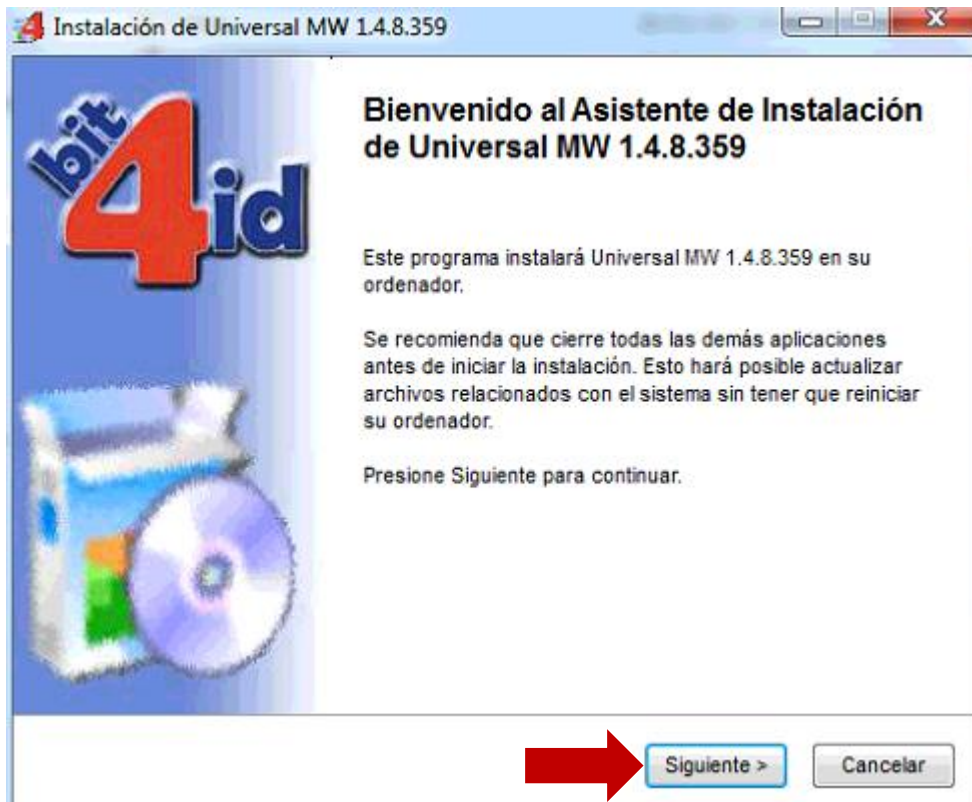 Instalación de Universal MW 1.4.8.359
bit
4id
Bienvenido al Asistente de Instalación
de Universal MW 1.4.8.359
Este programa instalará Universal MW 1.4.8.359 en su
ordenador.
Se recomienda que cierre todas las demás aplicaciones
antes de iniciar la instalación. Esto hará posible actualizar
archivos relacionados con el sistema sin tener que reiniciar
su ordenador.
Presione Siguiente para continuar.
Siguiente > Cancelar